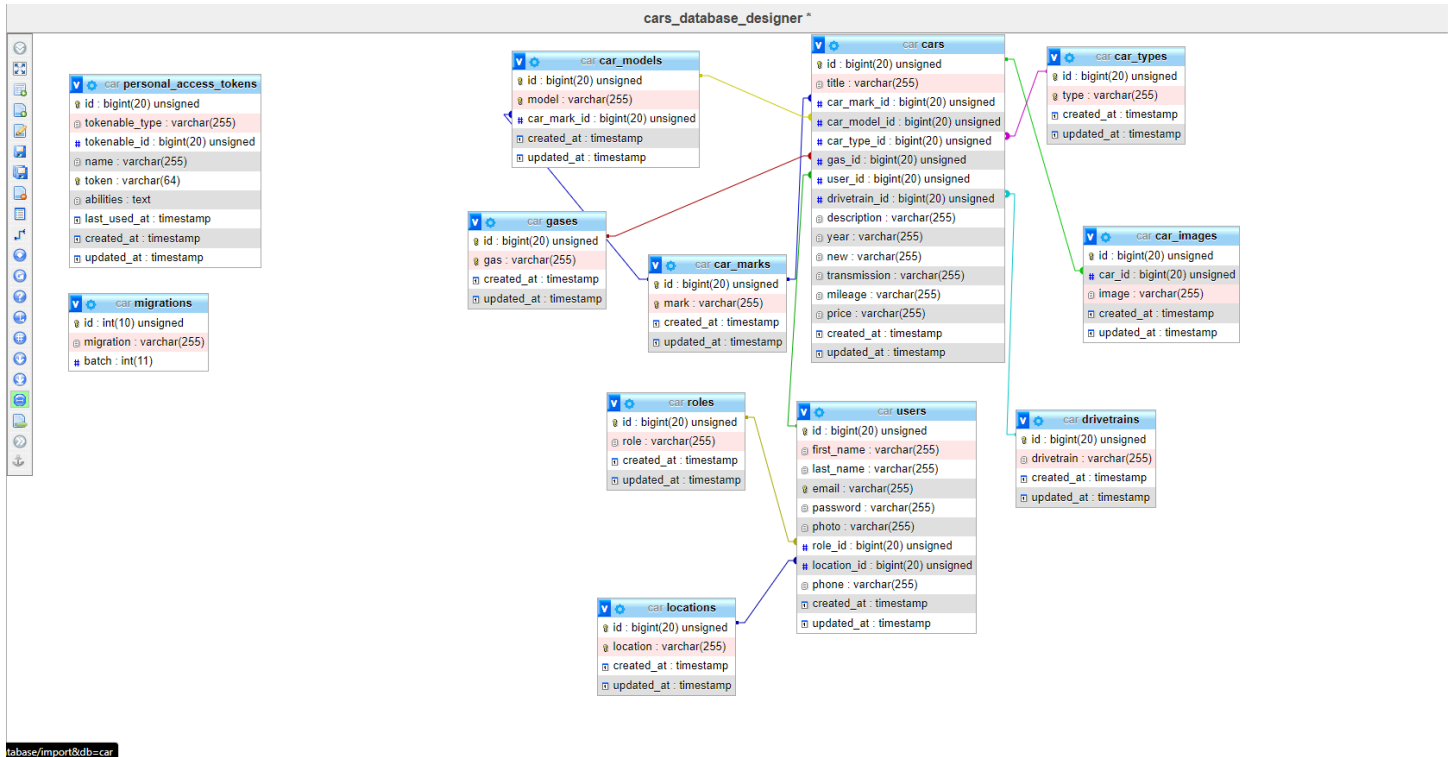 cars_database_designer *
car personal_access_tokens
id : bigint(20) unsigned
tokenable_type : varchar(255)
tokenable_id : bigint(20) unsigned
name : varchar(255)
token : varchar(64)
abilities : text
last_used_at : timestamp
created_at : timestamp
updated_at : timestamp
car migrations
id : int(10) unsigned
migration : varchar(255)
batch : int(11)
car car_models
id : bigint(20) unsigned
model : varchar(255)
car_mark_id : bigint(20) unsigned
created_at : timestamp
updated_at : timestamp
car gases
id : bigint(20) unsigned
gas : varchar(255)
created_at : timestamp
updated_at : timestamp
car car_marks
id : bigint(20) unsigned
mark : varchar(255)
created_at : timestamp
updated_at : timestamp
car cars
id : bigint(20) unsigned
title : varchar(255)
car_mark_id : bigint(20) unsigned
car_model_id : bigint(20) unsigned
car_type_id : bigint(20) unsigned
gas_id : bigint(20) unsigned
user_id : bigint(20) unsigned
drivetrain_id : bigint(20) unsigned
description : varchar(255)
year : varchar(255)
new : varchar(255)
transmission : varchar(255)
mileage : varchar(255)
price : varchar(255)
created_at : timestamp
updated_at : timestamp
car car_types
id : bigint(20) unsigned
type : varchar(255)
created_at : timestamp
updated_at : timestamp
car car_images
id : bigint(20) unsigned
car_id : bigint(20) unsigned
image : varchar(255)
created_at : timestamp
updated_at : timestamp
car roles
id : bigint(20) unsigned
role : varchar(255)
created_at : timestamp
updated_at : timestamp
car users
id : bigint(20) unsigned
first_name : varchar(255)
last_name : varchar(255)
email : varchar(255)
password : varchar(255)
photo : varchar(255)
role_id : bigint(20) unsigned
location_id : bigint(20) unsigned
phone : varchar(255)
created_at : timestamp
updated_at : timestamp
car drivetrains
id : bigint(20) unsigned
drivetrain : varchar(255)
created_at : timestamp
updated_at : timestamp
car locations
id : bigint(20) unsigned
location : varchar(255)
created_at : timestamp
updated_at : timestamp
tabase/import&db=car